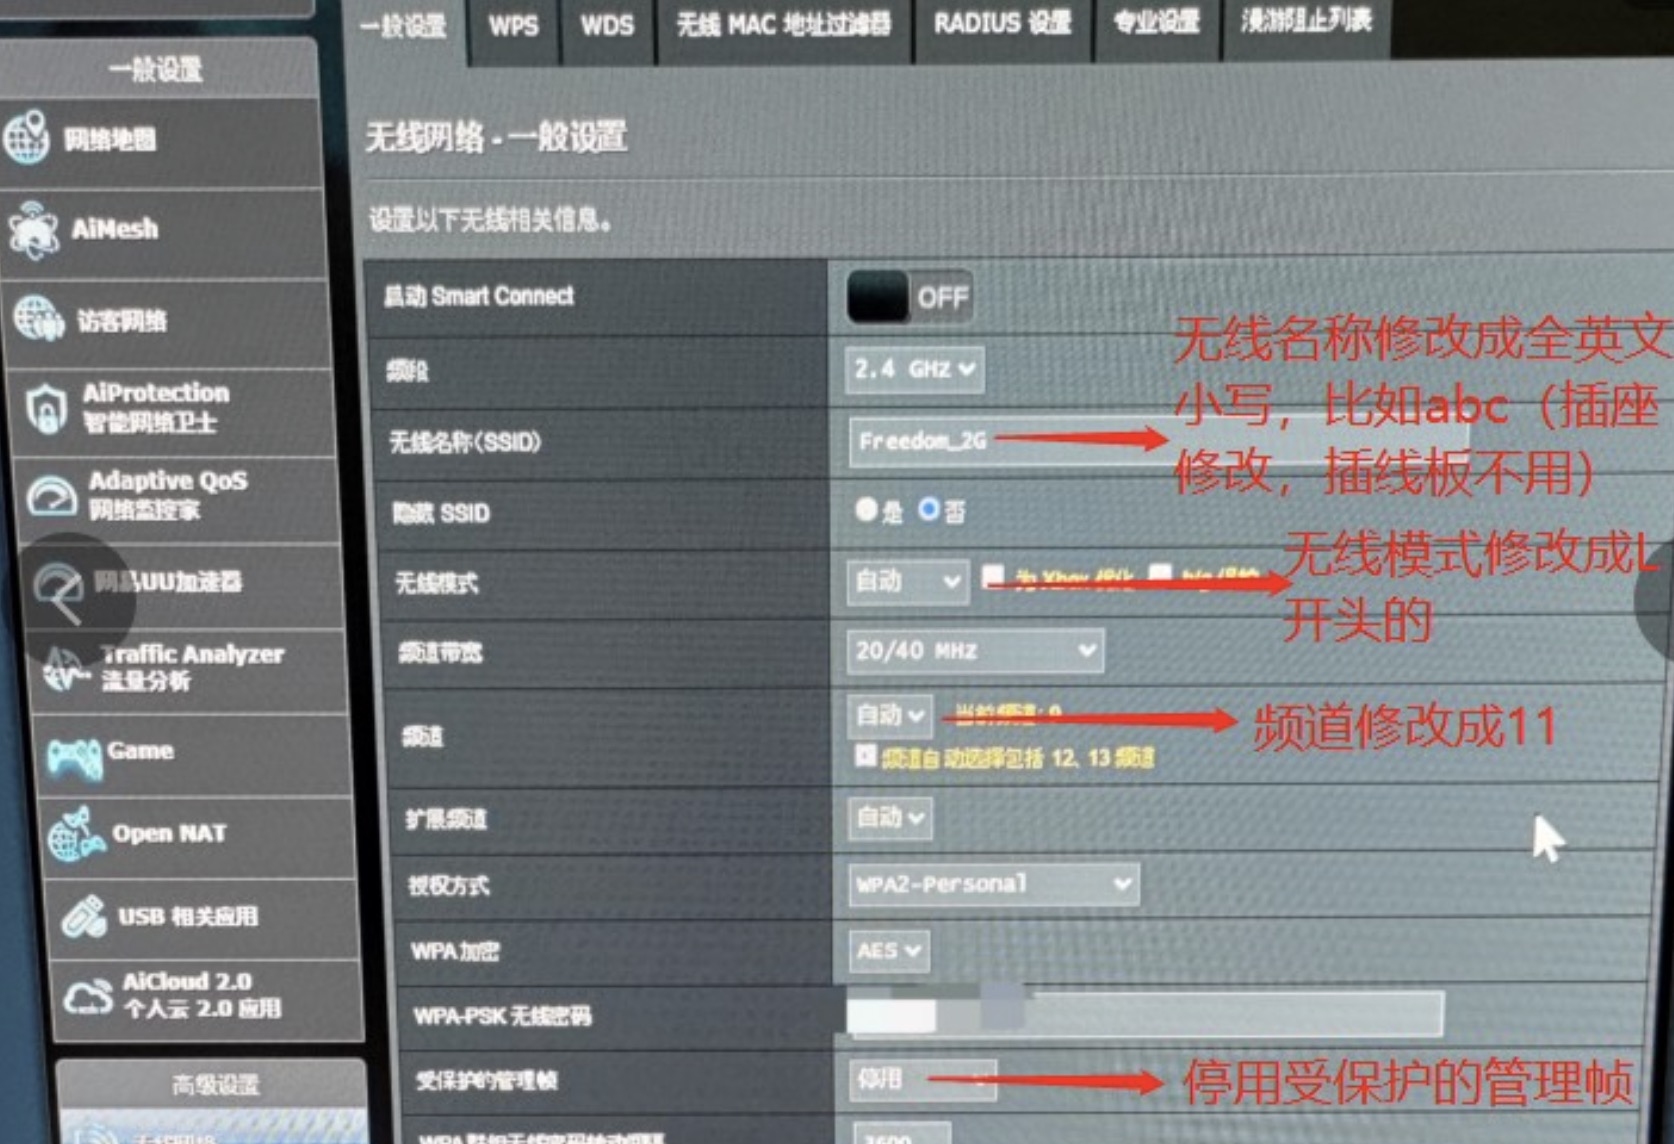 一般设置
WPS
WDS
无线 MAC 地址过滤器
RADIUS 设置
专业设置
漫游阻止列表
一般设置
网络地图
AiMesh
访客网络
AiProtection
智能网络卫士
Adaptive QoS
网络监控家
网易UU加速器
Traffic Analyzer
流量分析
Game
Open NAT
USB 相关应用
AiCloud 2.0
个人云 2.0 应用
高级设置
无线网络
无线网络 - 一般设置
设置以下无线相关信息。
启动 Smart Connect
OFF
频段
2.4 GHz
无线名称(SSID)
Freedom_2G
无线名称修改成全英文
小写，比如abc（插座
修改，插线板不用）
隐藏 SSID
是 否
无线模式
自动
无线模式修改成L
开头的
频道带宽
20/40 MHz
频道
自动
频道修改成11
频道自动选择包括 12、13 频道
扩展频道
自动
授权方式
WPA2-Personal
WPA 加密
AES
WPA-PSK 无线密码
受保护的管理帧
停用
停用受保护的管理帧
3600